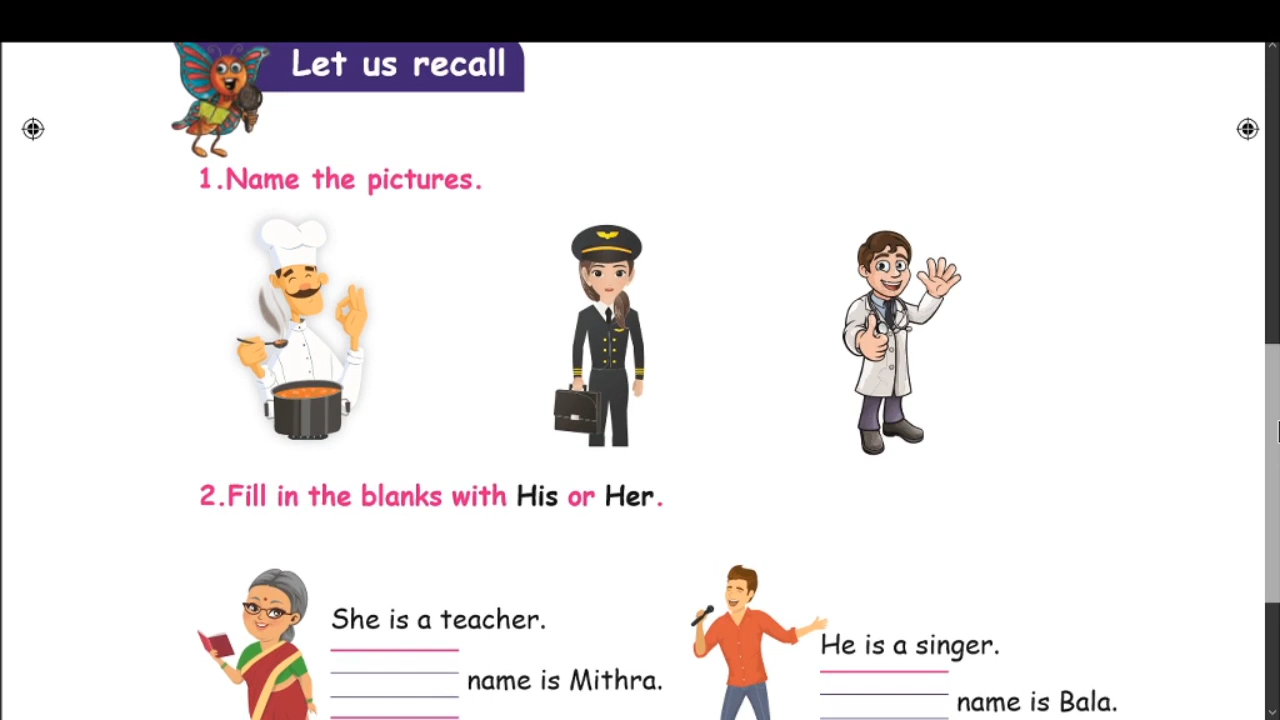 Let us recall
1.Name the pictures.
2.Fill in the blanks with His or Her.
She is a teacher.
name is Mithra.
He is a singer.
name is Bala.